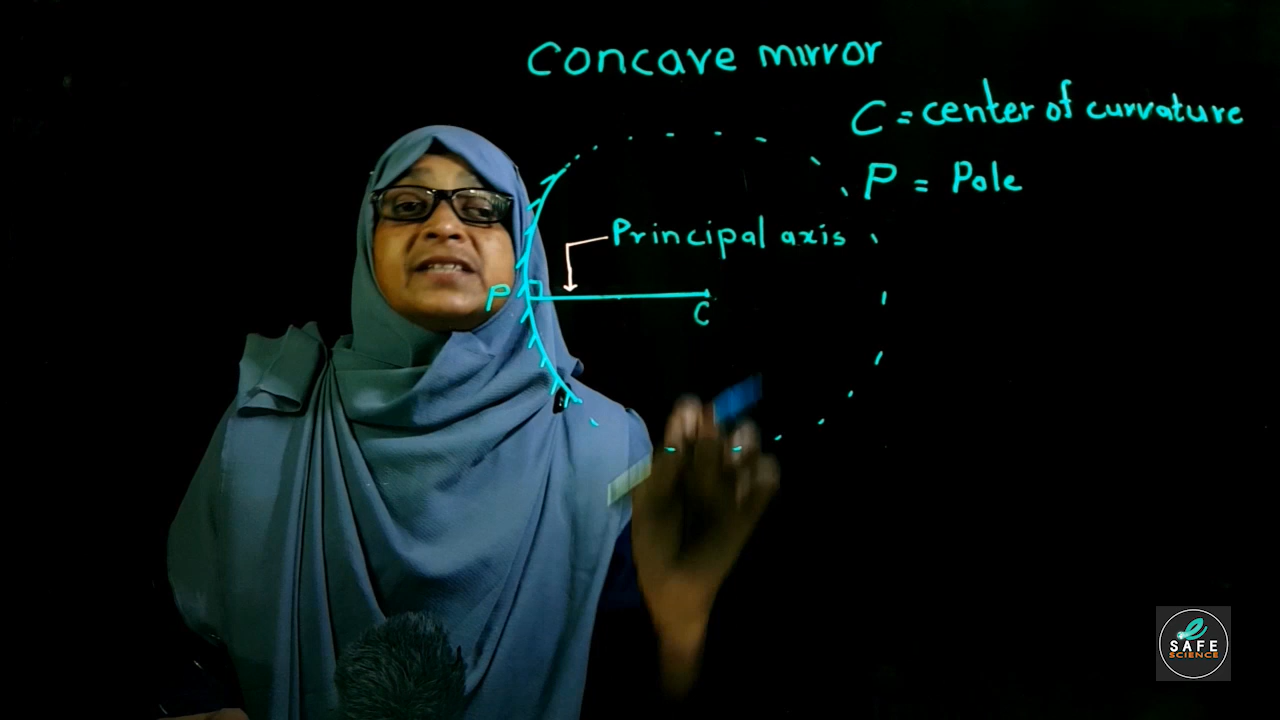 Concave mirror
C = center of curvature
P = Pole
Principal axis
P
C
SAFE
SCIENCE